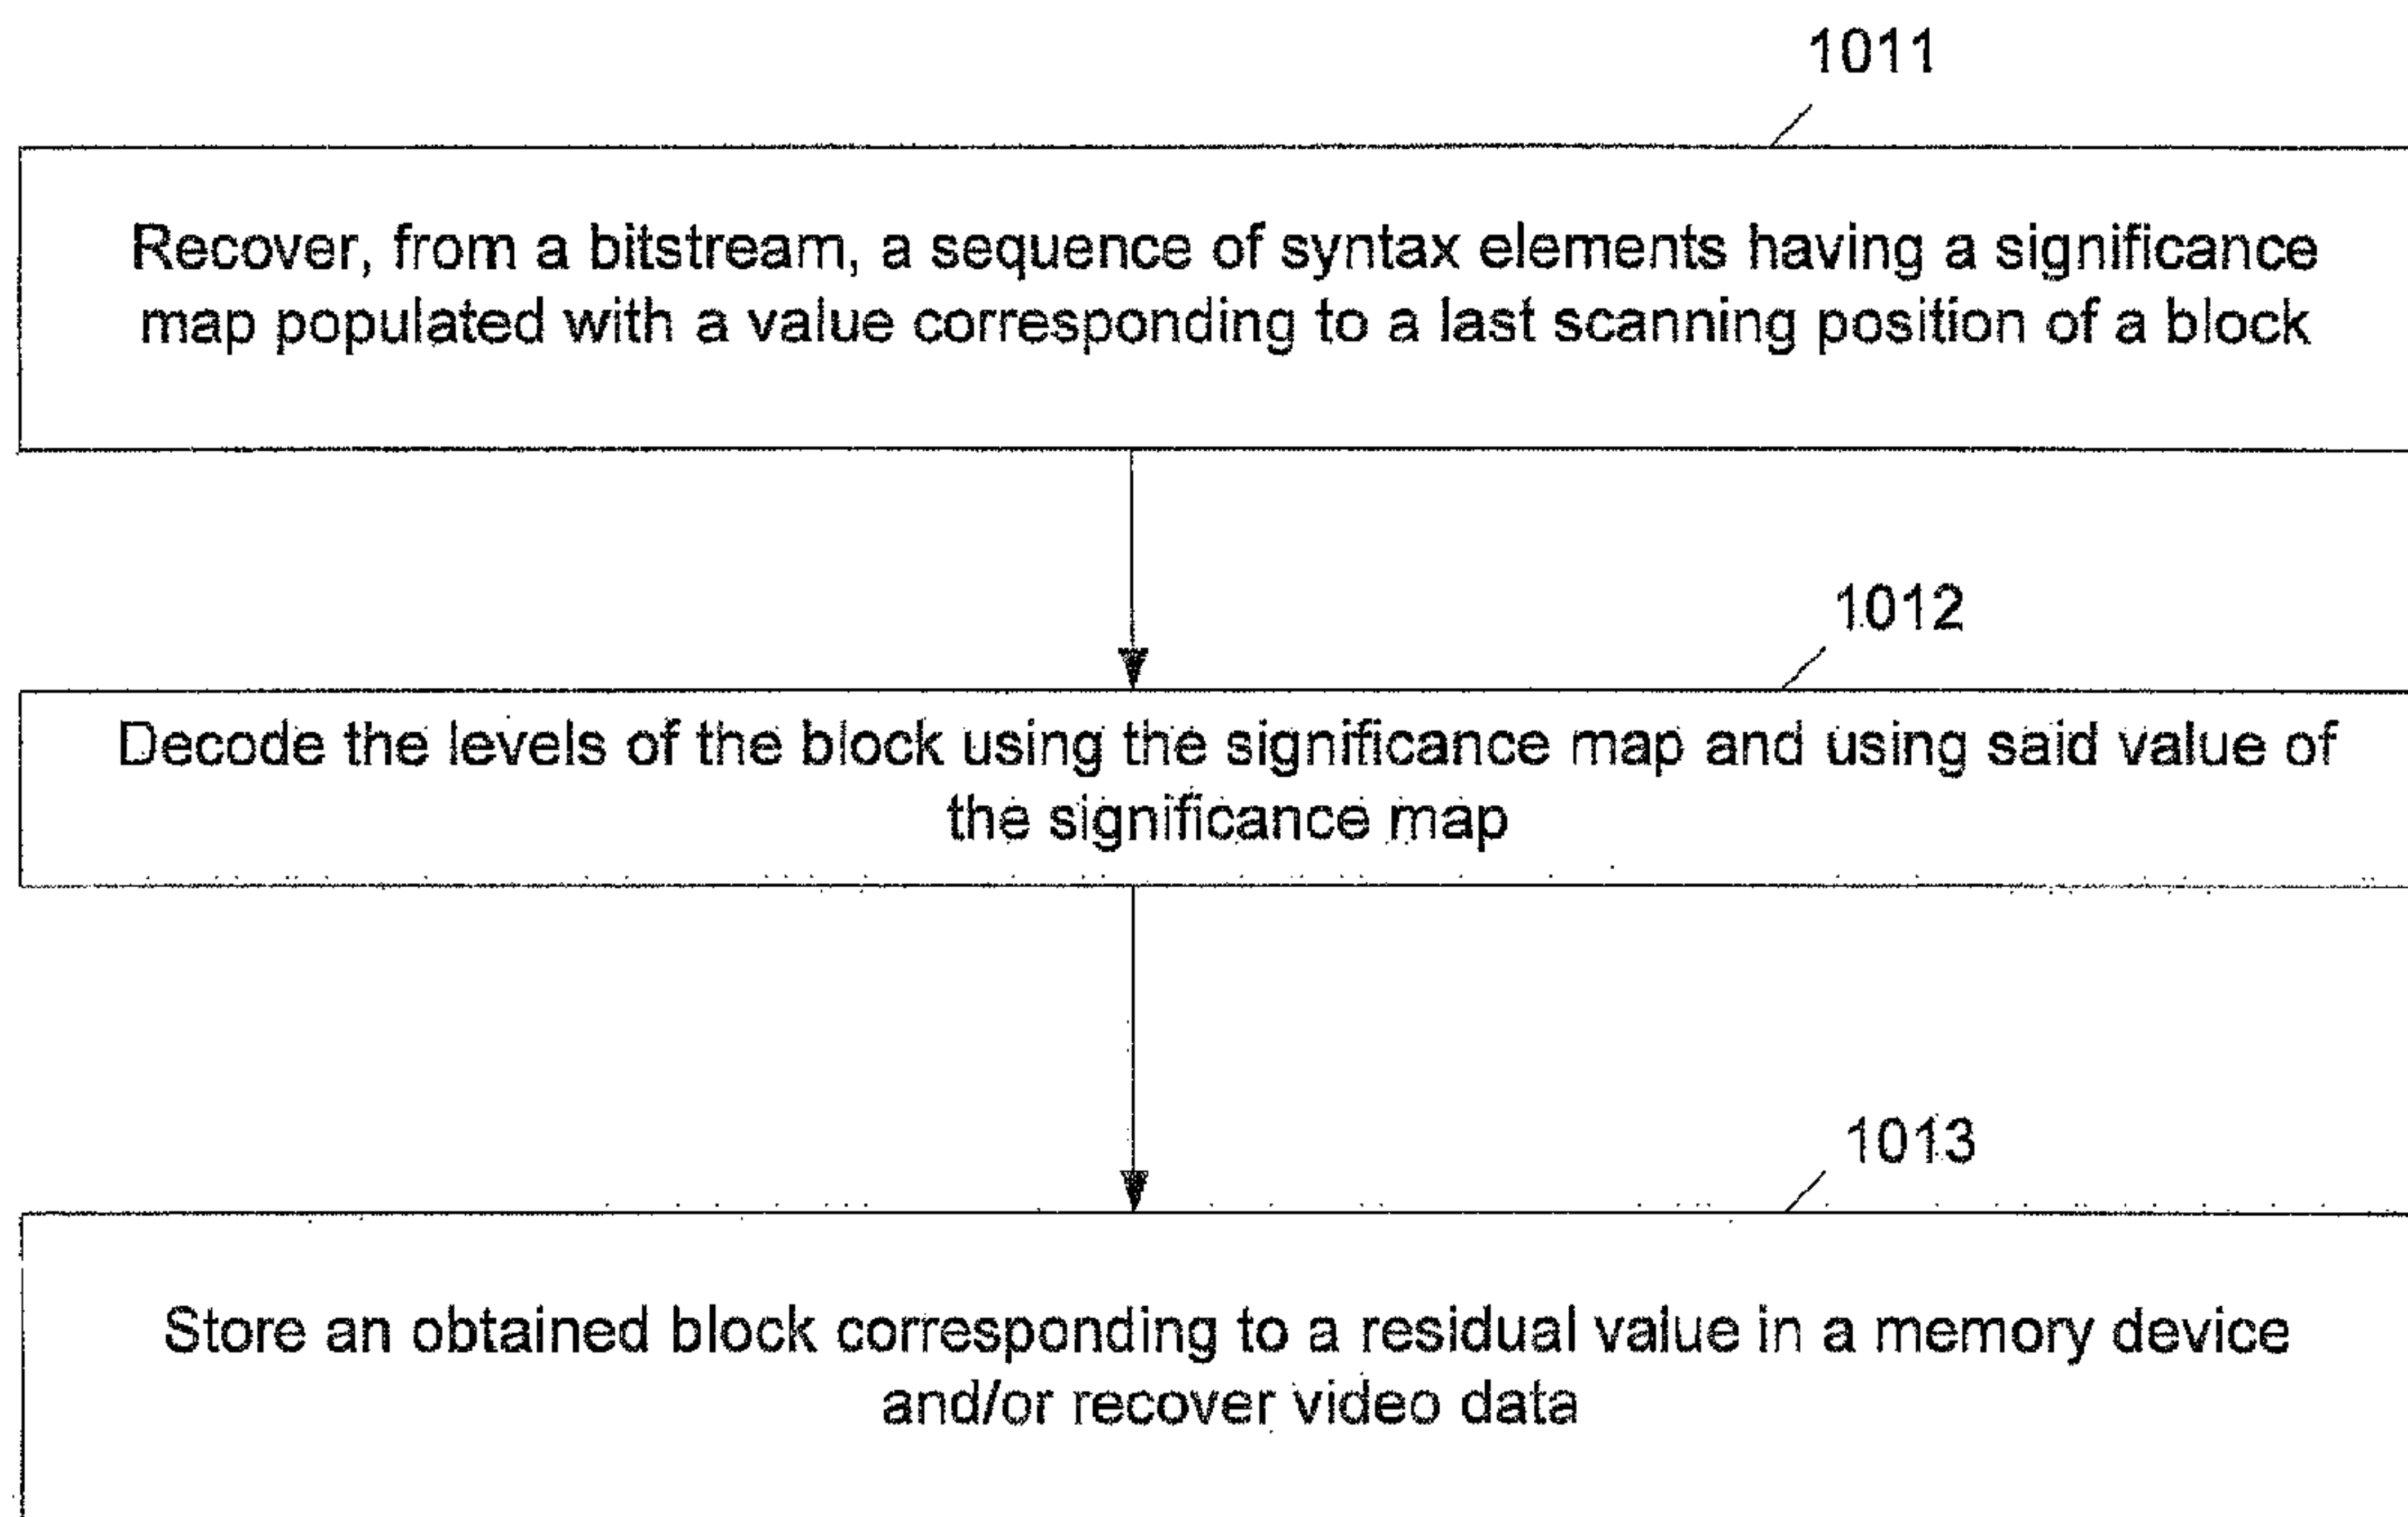 1011
Recover, from a bitstream, a sequence of syntax elements having a significance
map populated with a value corresponding to a last scanning position of a block
1012
Decode the levels of the block using the significance map and using said value of
the significance map
1013
Store an obtained block corresponding to a residual value in a memory device
and/or recover video data